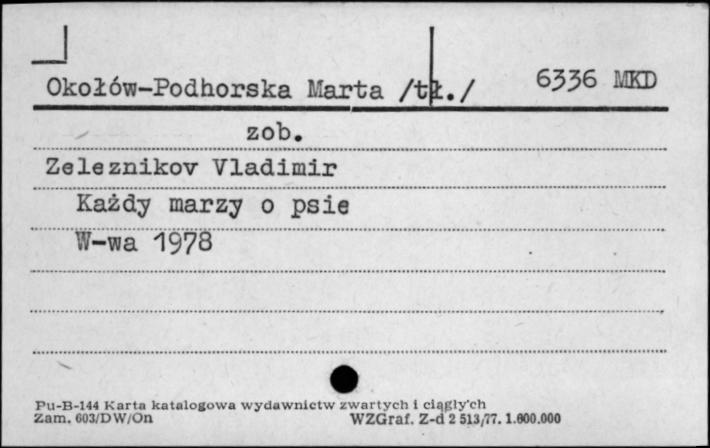 Okołów-Podhorska Marta /tł./ 6336 MKD
zob.
Zeleznikov Vladimir
Każdy marzy o psie
W-wa 1978
Pu-B-144 Karta katalogowa wydawnictw zwartych i ciągłych
Zam. 603/DW/On WZGraf. Z-d 2 513/77. 1.600.000